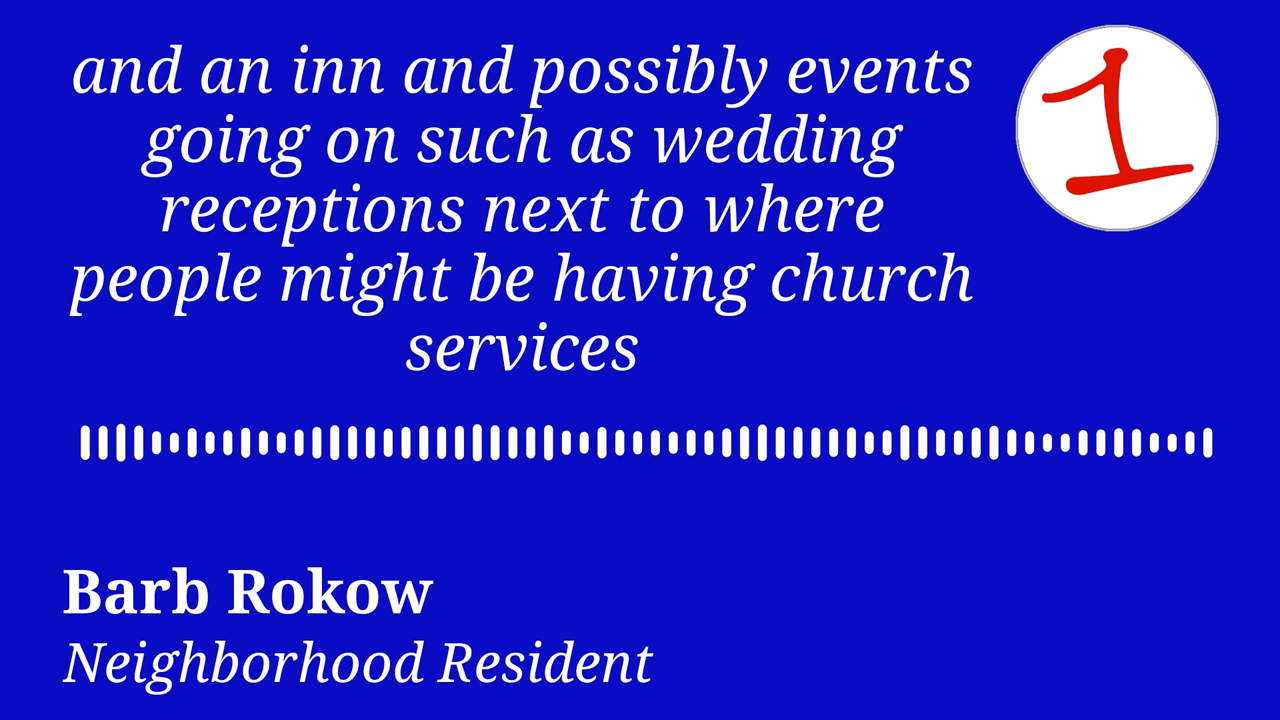 and an inn and possibly events
going on such as wedding
receptions next to where
people might be having church
services
1
Barb Rokow
Neighborhood Resident